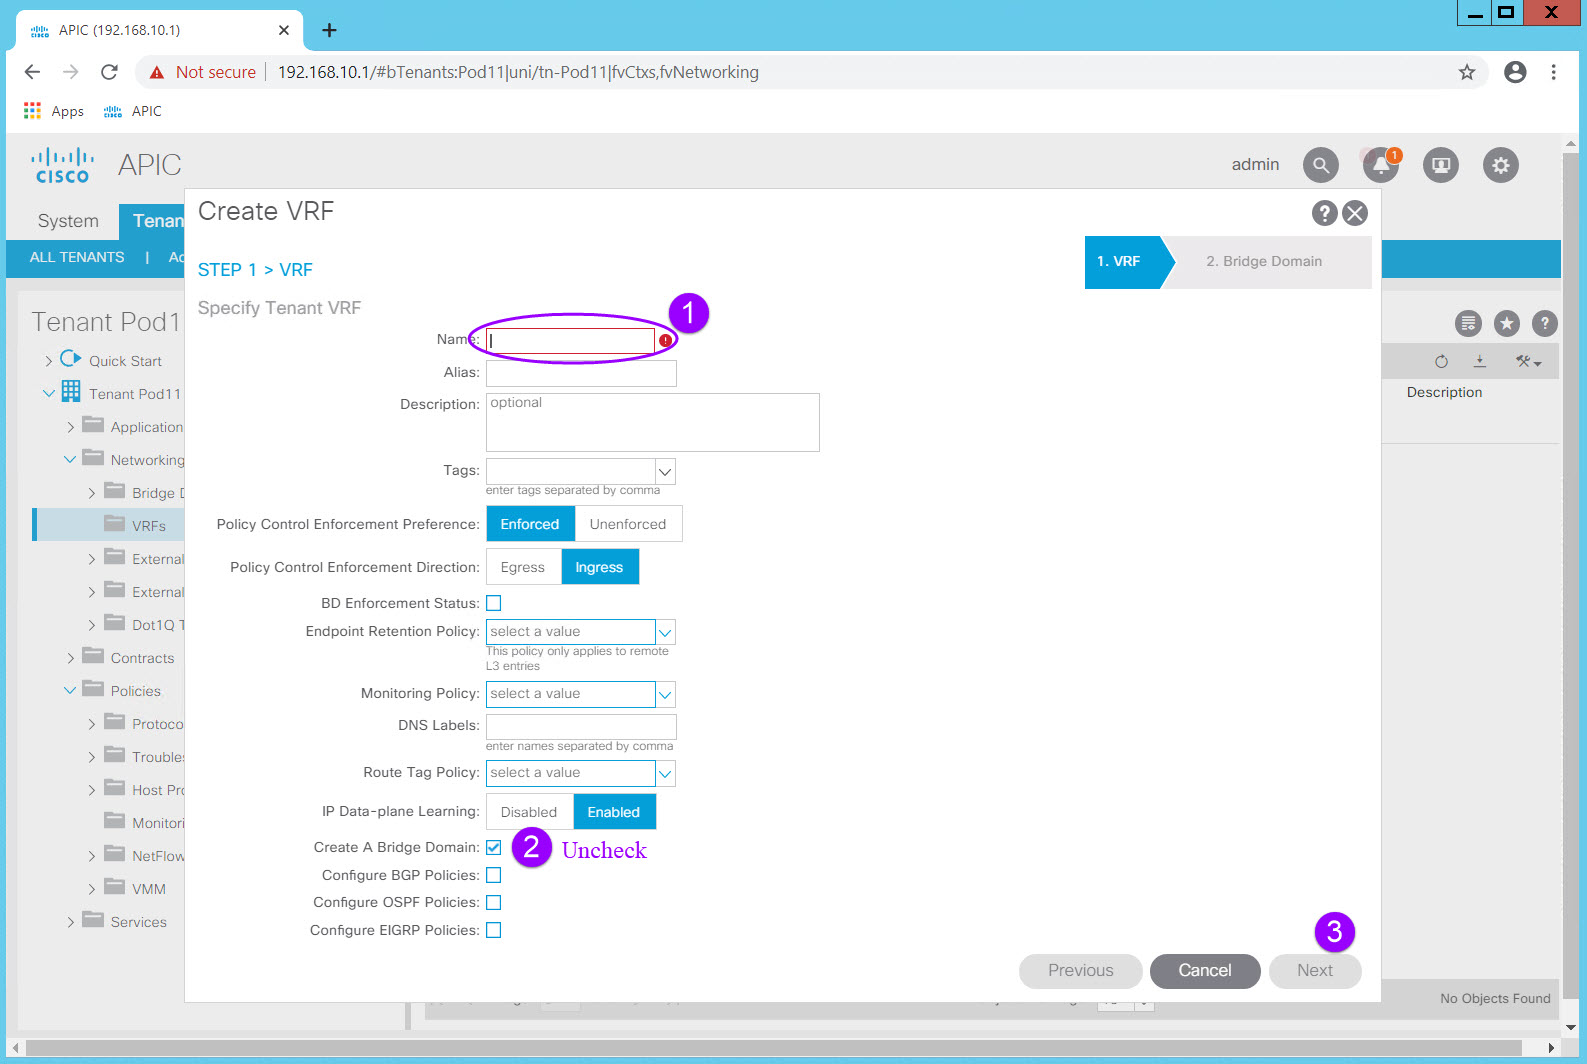 APIC (192.168.10.1)
Not secure 192.168.10.1/#bTenants:Pod11|uni/tn-Pod11|fvCtxs,fvNetworking
Apps APIC
CISCO APIC admin 1
System Tenan
ALL TENANTS |
Create VRF
STEP 1 > VRF
1. VRF 2. Bridge Domain
Specify Tenant VRF
Tenant Pod1
Quick Start
Tenant Pod11
Application
Networking
Bridge D
VRFs
External
External
Dot1Q T
Contracts
Policies
Protoco
Troubles
Host Pro
Monitori
NetFlow
VMM
Services
Name: 1
Alias:
Description: optional
Tags:
enter tags separated by comma
Policy Control Enforcement Preference: Enforced Unenforced
Policy Control Enforcement Direction: Egress Ingress
BD Enforcement Status:
Endpoint Retention Policy: select a value
This policy only applies to remote
L3 entries
Monitoring Policy: select a value
DNS Labels:
enter names separated by comma
Route Tag Policy: select a value
IP Data-plane Learning: Disabled Enabled
Create A Bridge Domain: 2 Uncheck
Configure BGP Policies:
Configure OSPF Policies:
Configure EIGRP Policies:
3
Previous Cancel Next
Description
No Objects Found